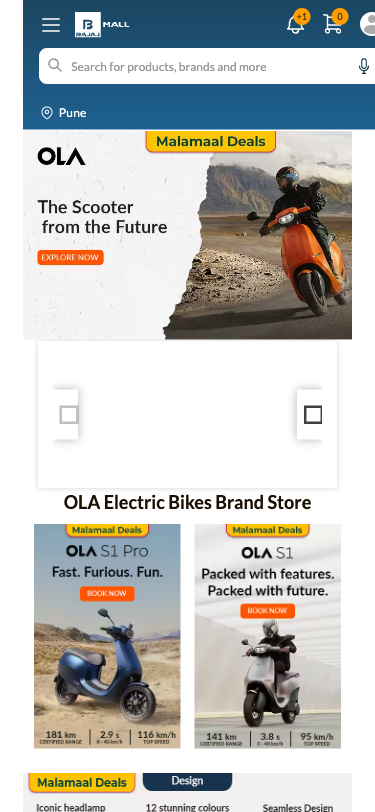 BAJAJ MALL
+1
0
Search for products, brands and more
Pune
Malamaal Deals
OLA
The Scooter
from the Future
EXPLORE NOW
OLA Electric Bikes Brand Store
Malamaal Deals
OLA S1 Pro
Fast. Furious. Fun.
BOOK NOW
181 km
CERTIFIED RANGE
2.9 s
0 - 40 km/h
116 km/h
TOP SPEED
Malamaal Deals
OLA S1
Packed with features.
Packed with future.
BOOK NOW
141 km
CERTIFIED RANGE
3.8 s
0 - 40 km/h
95 km/h
TOP SPEED
Malamaal Deals
Design
Iconic headlamp
12 stunning colours
Seamless Design